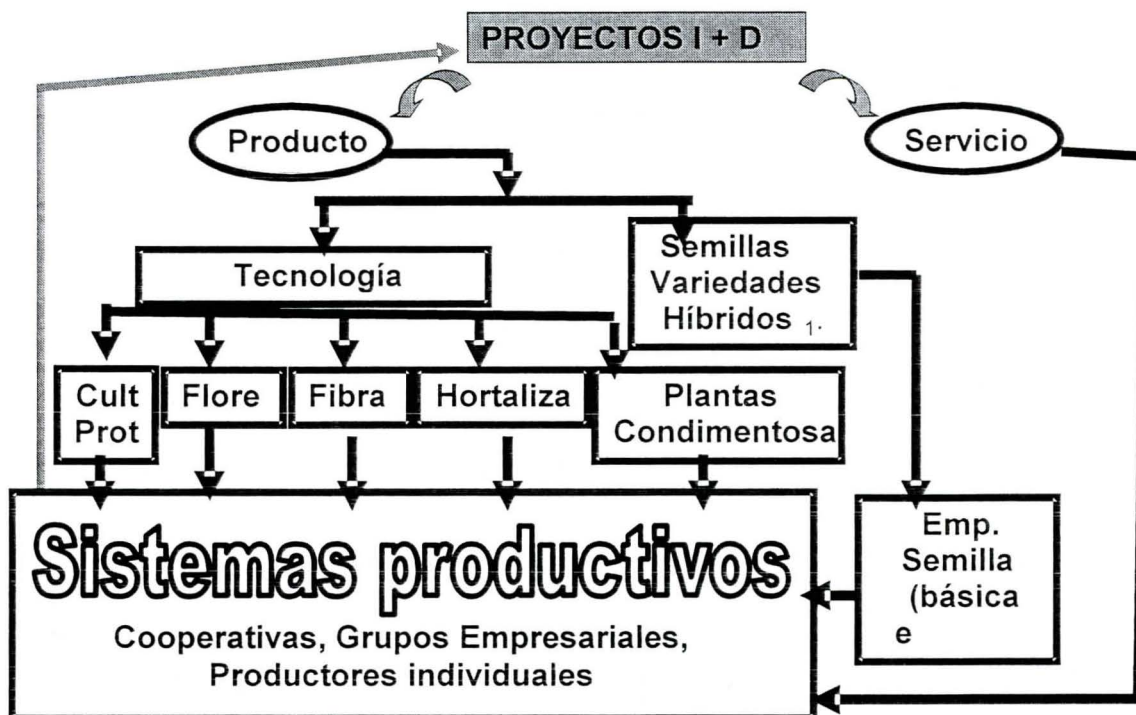 PROYECTOS I + D
Producto
Servicio
Tecnología
Semillas
Variedades
Híbridos 1.
Cult
Prot
Flore
Fibra
Hortaliza
Plantas
Condimentosa
Sistemas productivos
Cooperativas, Grupos Empresariales,
Productores individuales
Emp.
Semilla
(básica
e